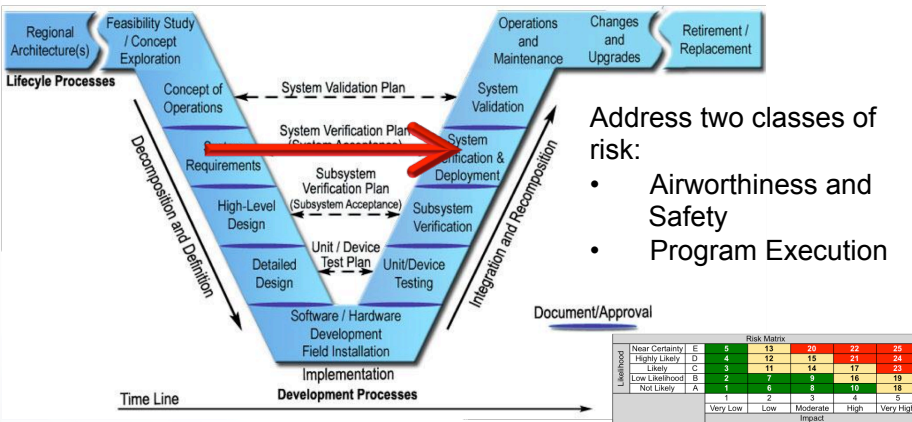 Regional
Architecture(s)
Feasibility Study
/ Concept
Exploration
Operations
and
Maintenance
Changes
and
Upgrades
Retirement /
Replacement
Lifecyle Processes
Concept of
Operations
System Validation Plan
System
Validation
System Verification Plan
(System Acceptance)
Requirements
System
Verification &
Deployment
Subsystem
Verification Plan
(Subsystem Acceptance)
High-Level
Design
Subsystem
Verification
Unit / Device
Test Plan
Detailed
Design
Unit/Device
Testing
Decomposition and Definition
Integration and Recomposition
Software / Hardware
Development
Field Installation
Implementation
Development Processes
Time Line
Document/Approval
Address two classes of
risk:
• Airworthiness and
Safety
• Program Execution
Risk Matrix
Likelihood
Near Certainty E 5 13 20 22 25
Highly Likely D 4 12 15 21 24
Likely C 3 11 14 17 23
Low Likelihood B 2 7 9 16 19
Not Likely A 1 6 8 10 18
1 2 3 4 5
Very Low Low Moderate High Very High
Impact